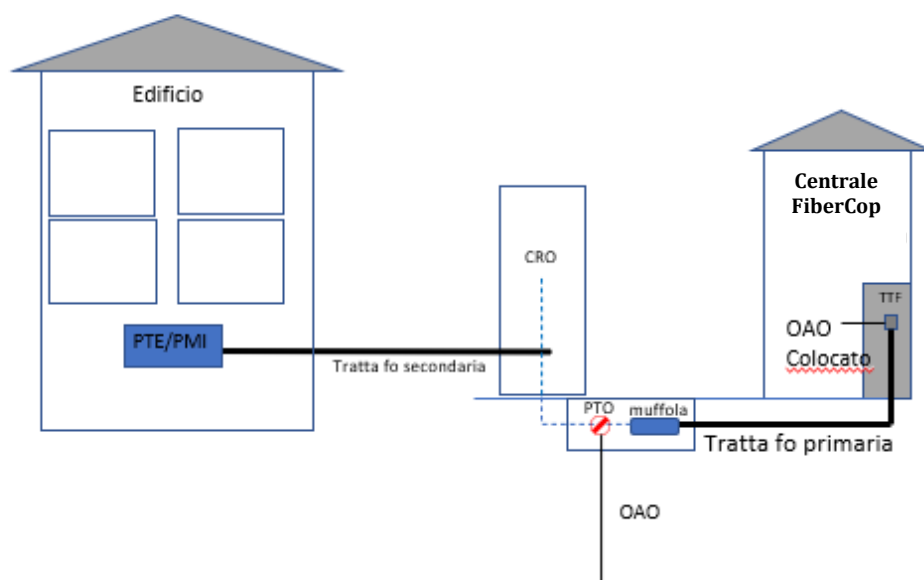 Edificio
Centrale
FiberCop
CRO
TTF
OAO
Colocato
PTE/PMI
Tratta fo secondaria
PTO
muffola
Tratta fo primaria
OAO